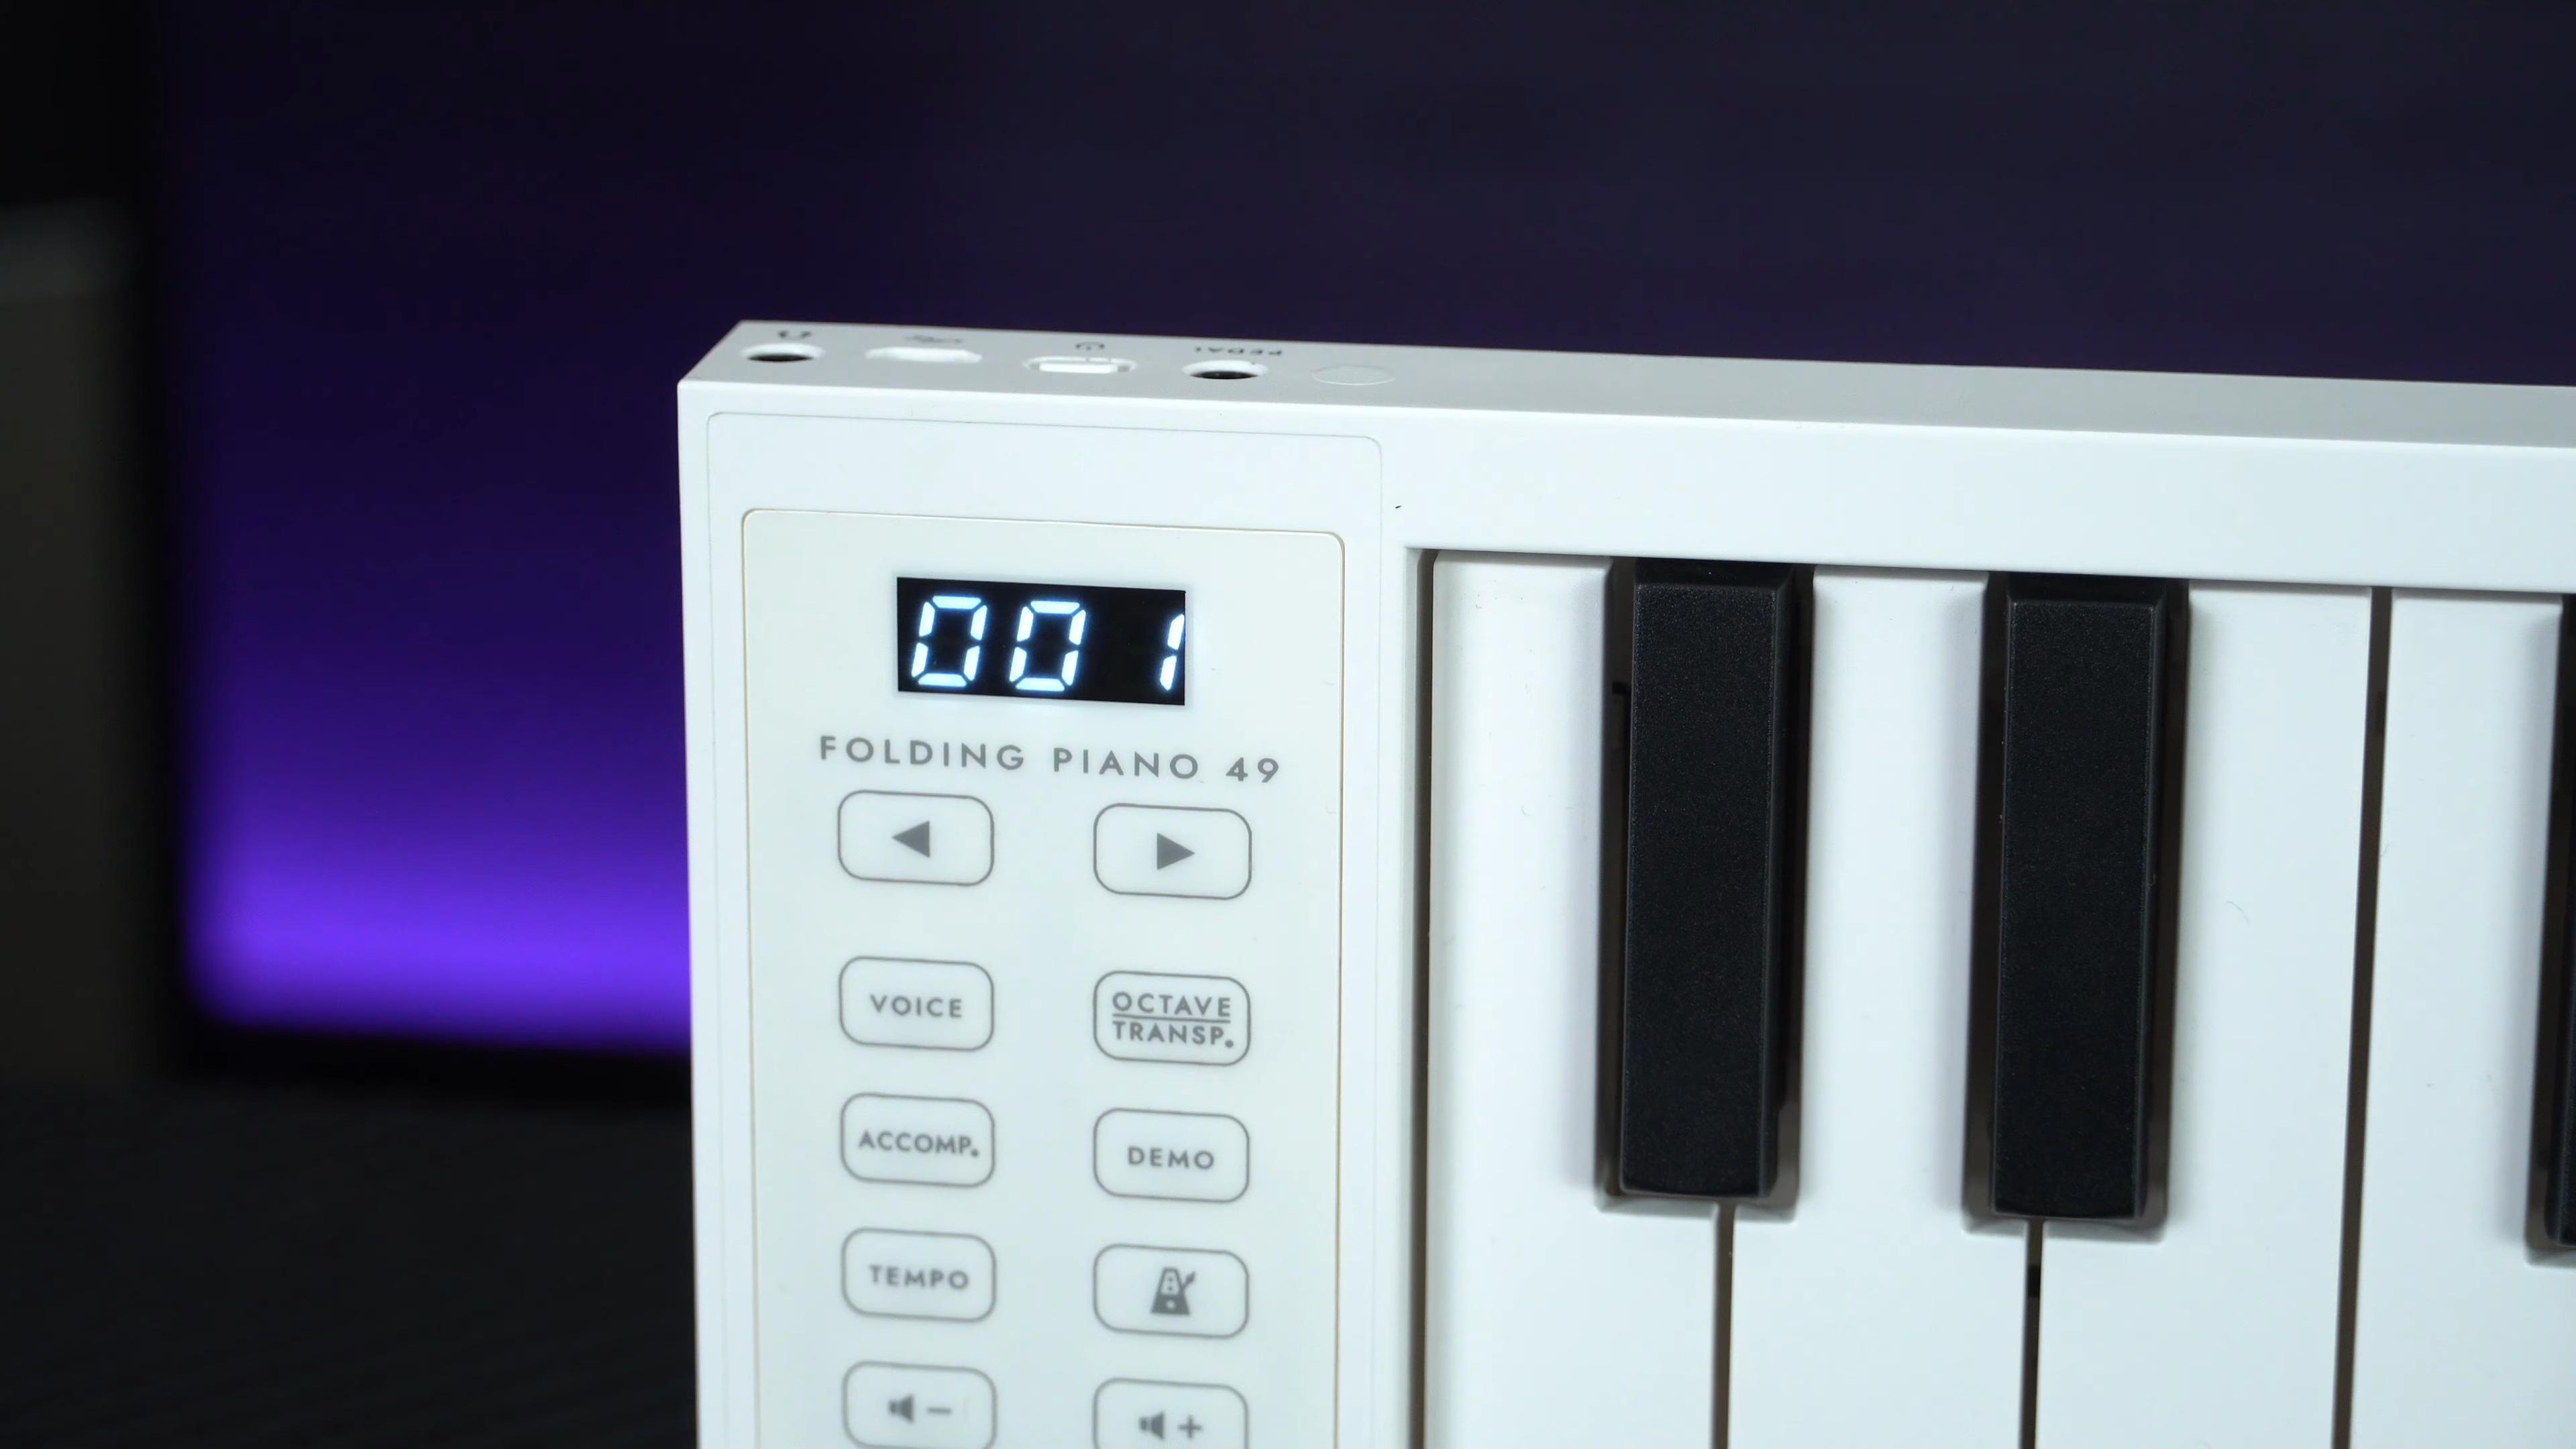 PEDAL
001
FOLDING PIANO 49
VOICE
OCTAVE
TRANSP.
ACCOMP.
DEMO
TEMPO